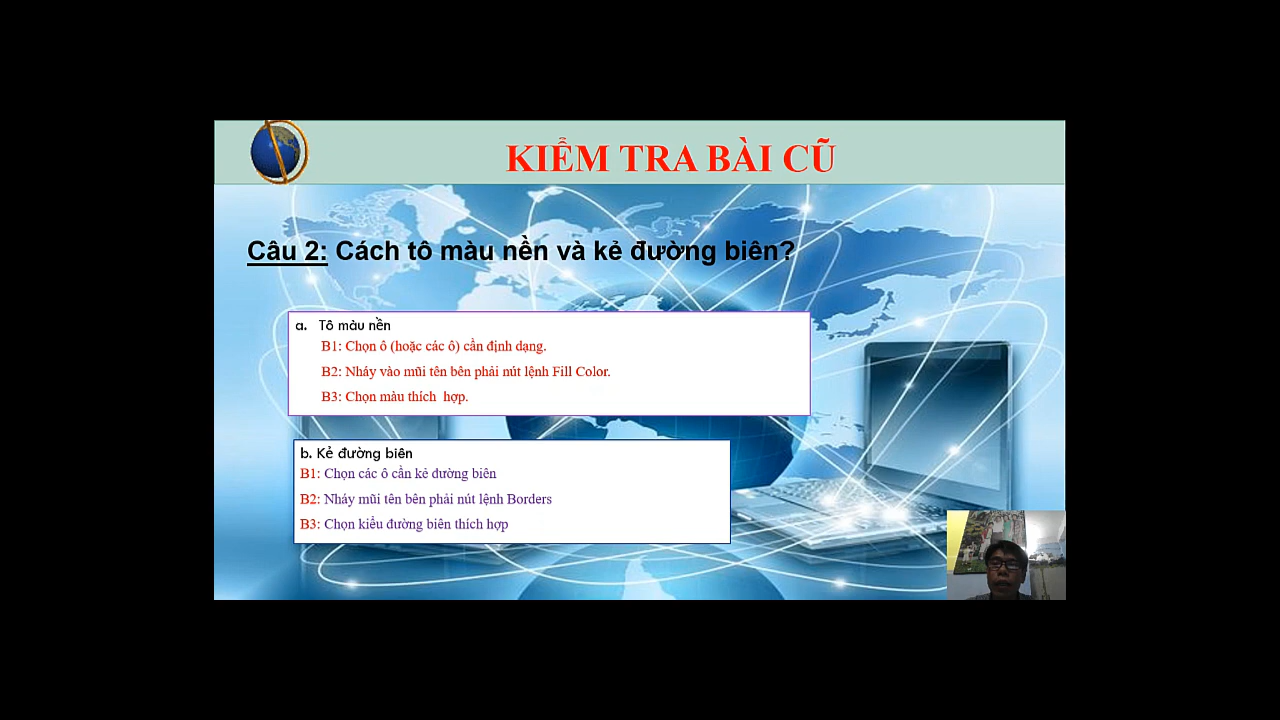 KIỂM TRA BÀI CŨ
Câu 2: Cách tô màu nền và kẻ đường biên?
a. Tô màu nền
B1: Chọn ô (hoặc các ô) cần định dạng.
B2: Nháy vào mũi tên bên phải nút lệnh Fill Color.
B3: Chọn màu thích hợp.
b. Kẻ đường biên
B1: Chọn các ô cần kẻ đường biên
B2: Nháy mũi tên bên phải nút lệnh Borders
B3: Chọn kiểu đường biên thích hợp